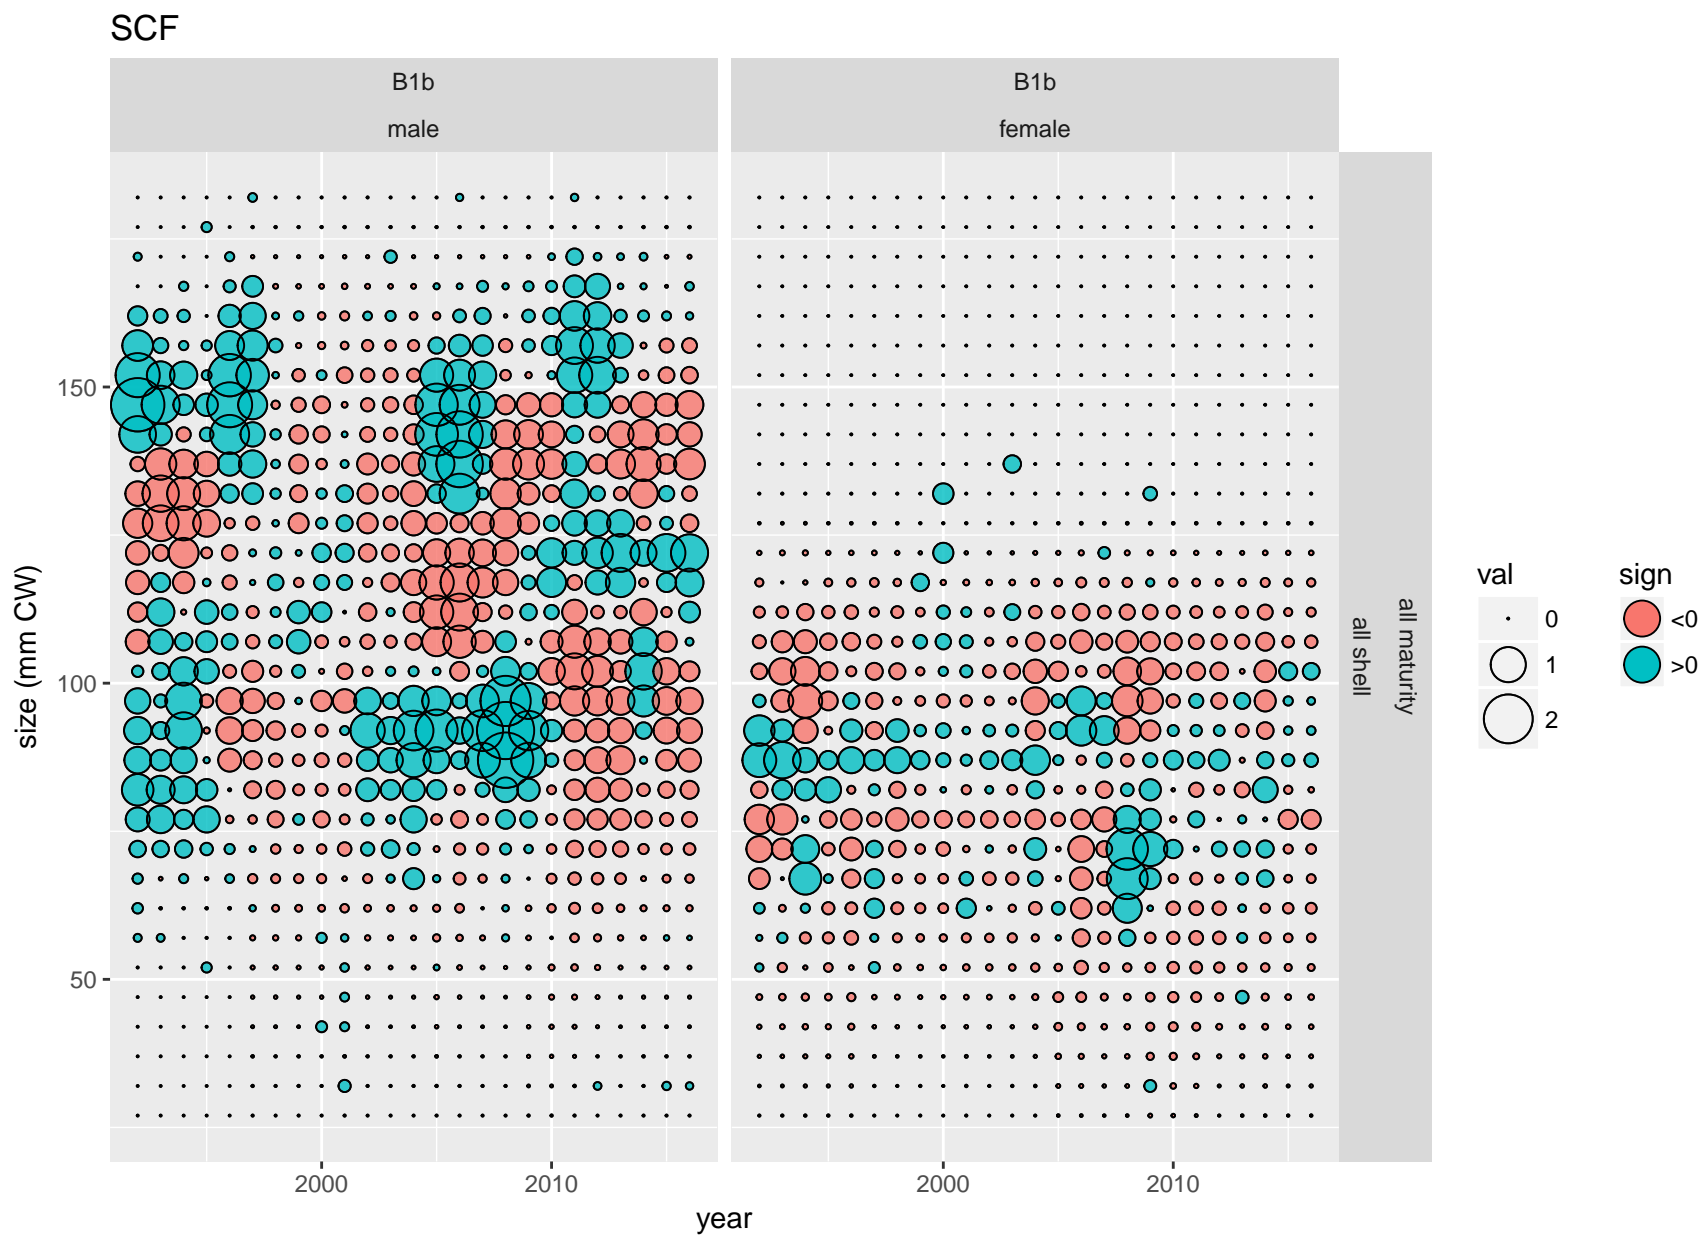 SCF
B1b
male
B1b
female
150
100
50
size (mm CW)
2000
2010
2000
2010
year
all maturity
all shell
val
0
1
2
sign
<0
>0